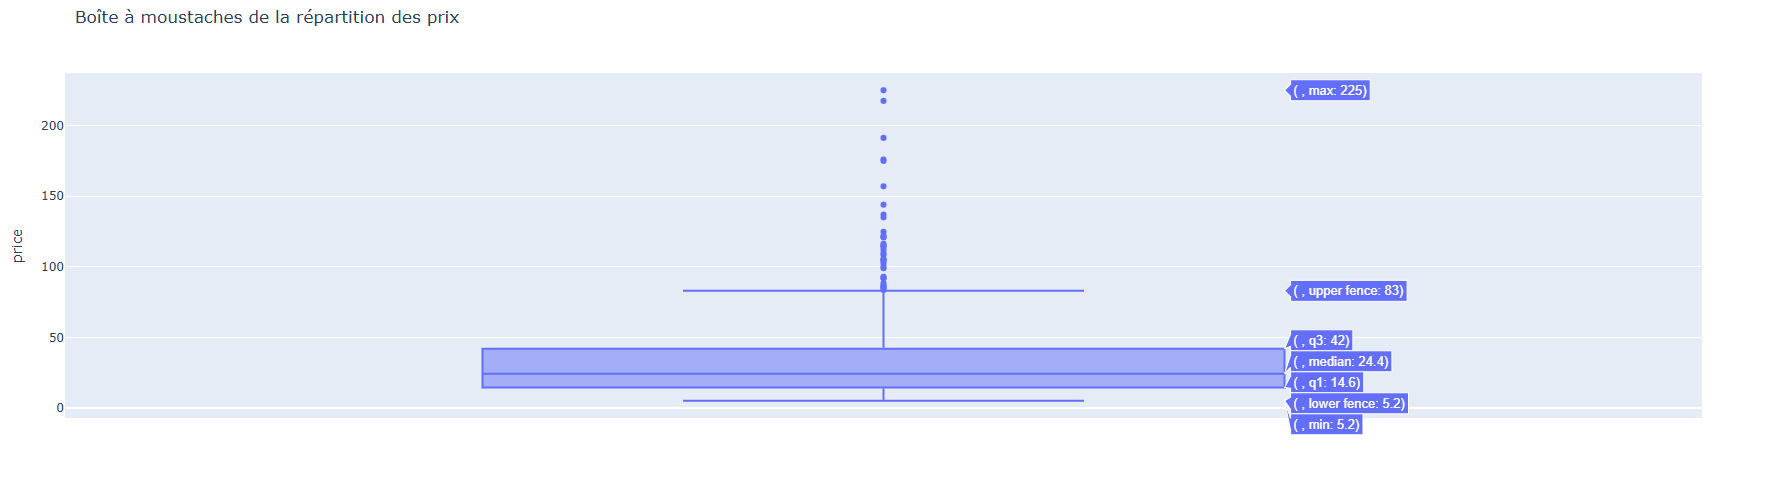 Boîte à moustaches de la répartition des prix
( , max: 225)
200
150
price
100
( , upper fence: 83)
50
( , q3: 42)
( , median: 24.4)
( , q1: 14.6)
( , lower fence: 5.2)
0
( , min: 5.2)